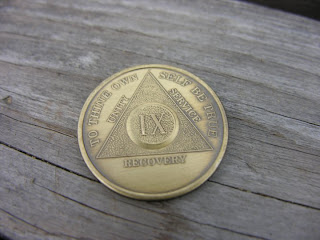 TO THINE OWN SELF BE TRUE
UNITY
SERVICE
IX
RECOVERY